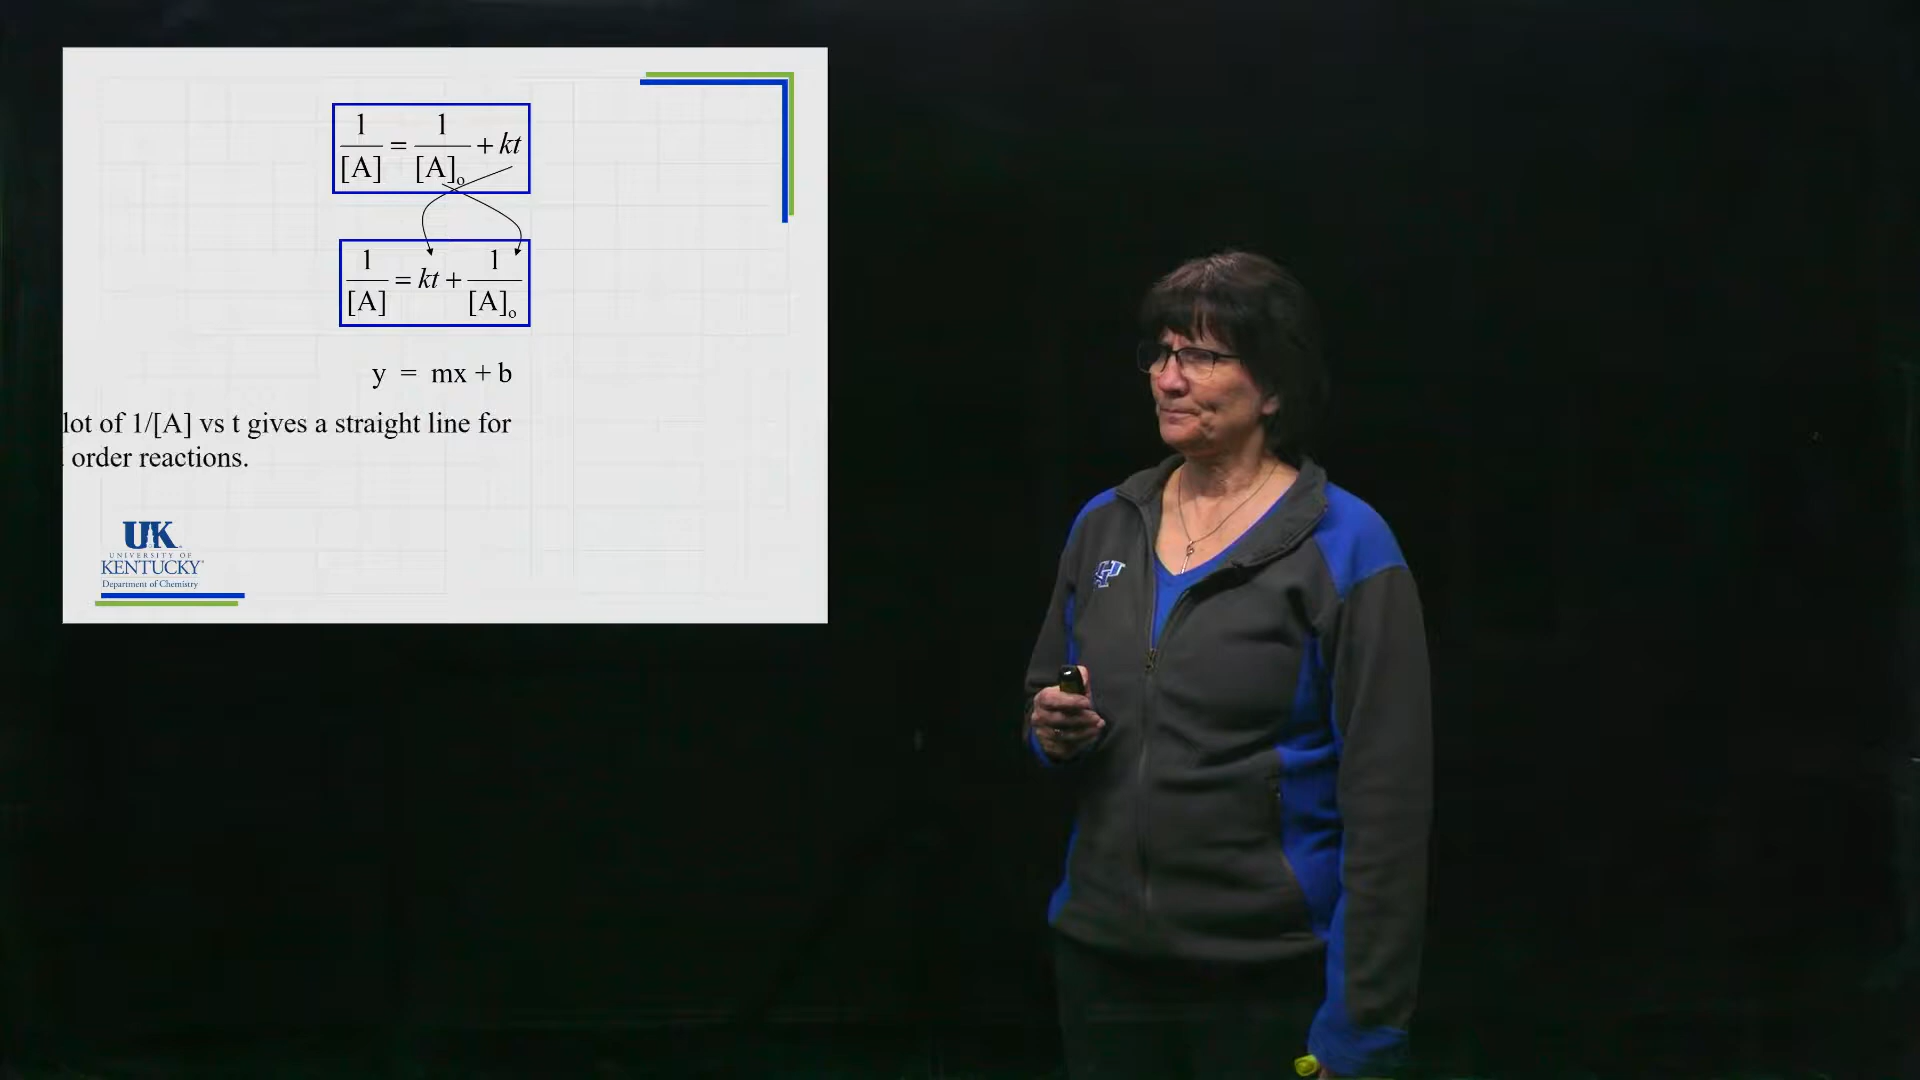 1/[A] = 1/[A]o + kt
1/[A] = kt + 1/[A]o
y = mx + b
lot of 1/[A] vs t gives a straight line for
order reactions.
UK
UNIVERSITY OF
KENTUCKY
Department of Chemistry